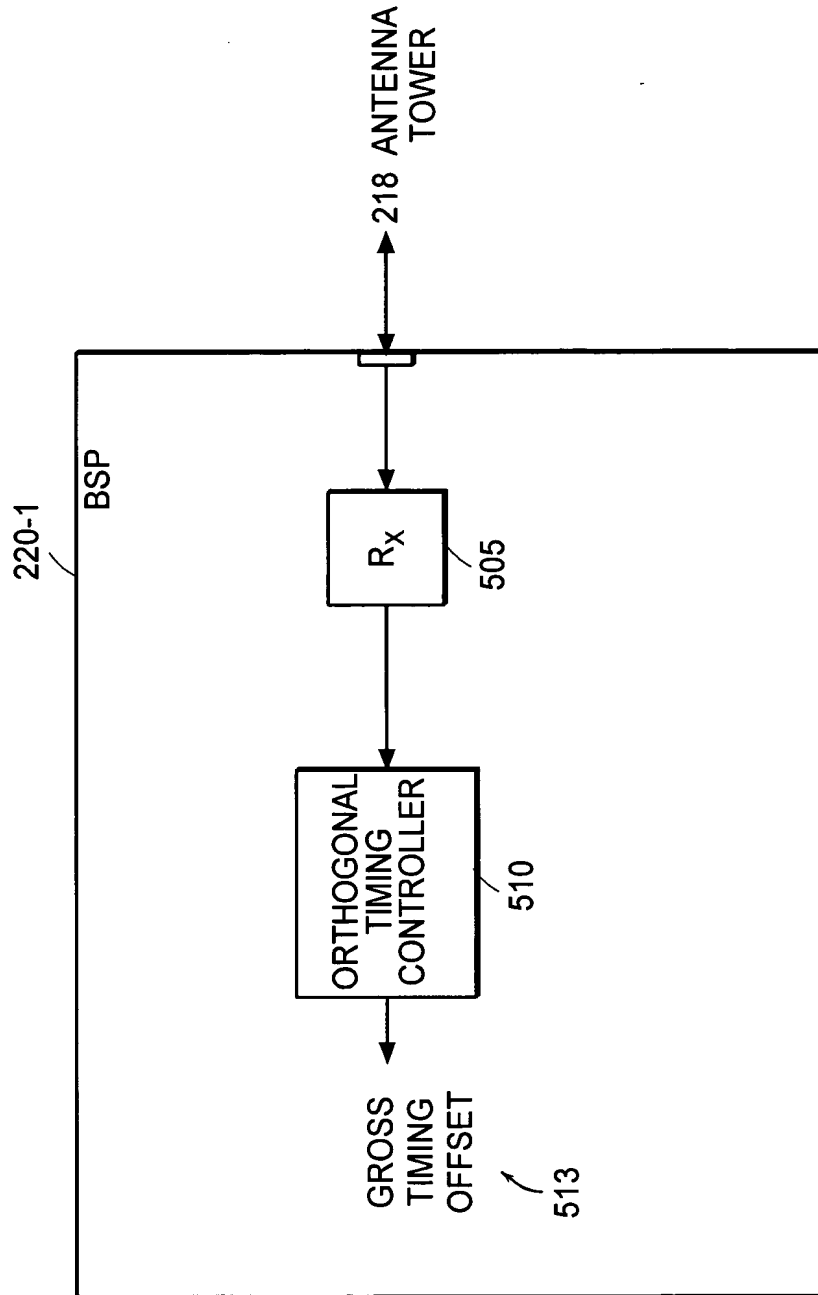 220-1
BSP
218 ANTENNA
TOWER
Rx
505
ORTHOGONAL
TIMING
CONTROLLER
510
GROSS
TIMING
OFFSET
513